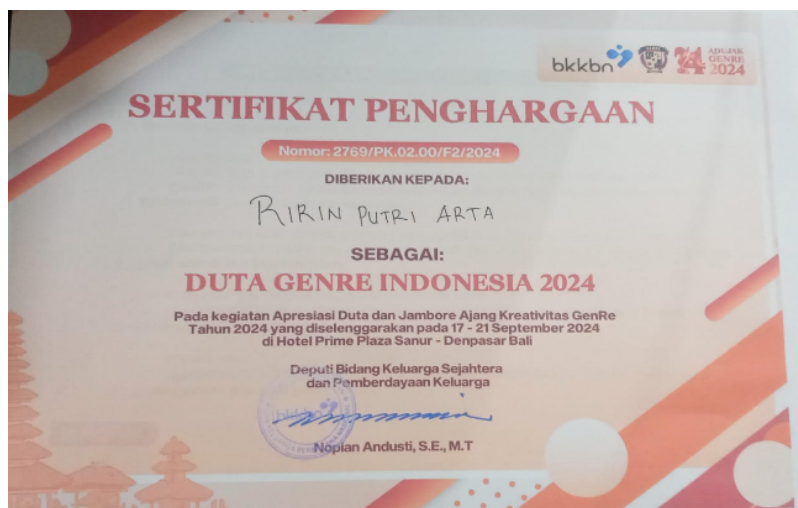 bkkbn
24 ADUJAK
GENRE
2024
SERTIFIKAT PENGHARGAAN
Nomor: 2769/PK.02.00/F2/2024
DIBERIKAN KEPADA:
RIRIN PUTRI ARTA
SEBAGAI:
DUTA GENRE INDONESIA 2024
Pada kegiatan Apresiasi Duta dan Jambore Ajang Kreativitas GenRe
Tahun 2024 yang diselenggarakan pada 17 - 21 September 2024
di Hotel Prime Plaza Sanur - Denpasar Bali
Deputi Bidang Keluarga Sejahtera
dan Pemberdayaan Keluarga
bkkbn
Nopian Andusti, S.E., M.T